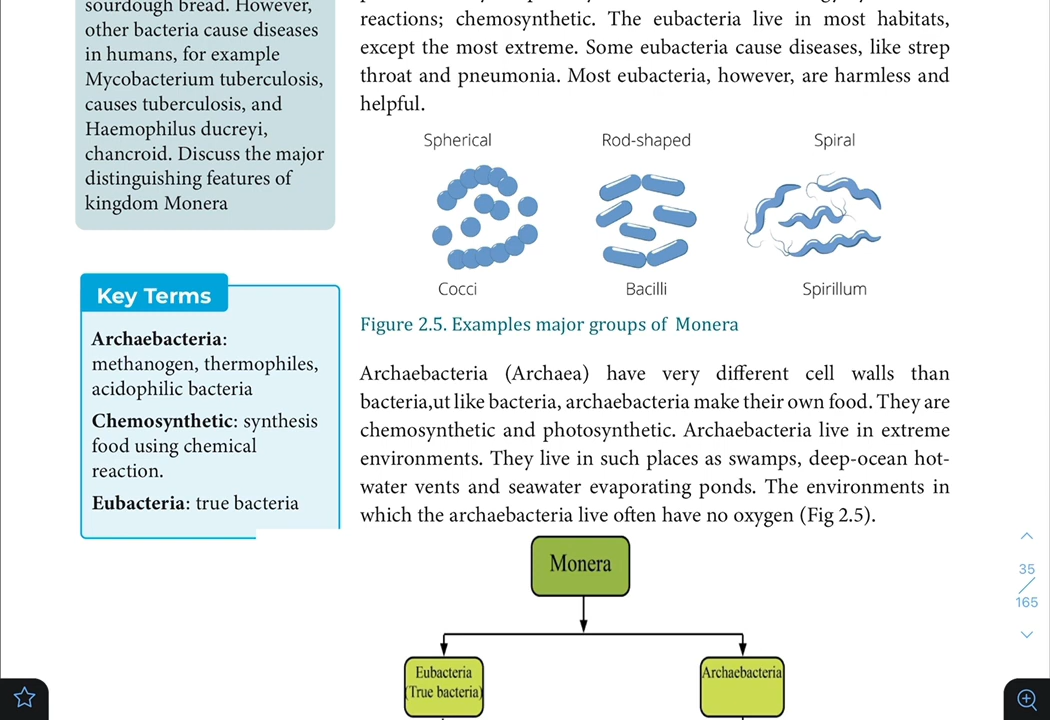 sourdough bread. However,
other bacteria cause diseases
in humans, for example
Mycobacterium tuberculosis,
causes tuberculosis, and
Haemophilus ducreyi,
chancroid. Discuss the major
distinguishing features of
kingdom Monera
Key Terms
Archaebacteria:
methanogen, thermophiles,
acidophilic bacteria
Chemosynthetic: synthesis
food using chemical
reaction.
Eubacteria: true bacteria
reactions; chemosynthetic. The eubacteria live in most habitats,
except the most extreme. Some eubacteria cause diseases, like strep
throat and pneumonia. Most eubacteria, however, are harmless and
helpful.
Spherical Rod-shaped Spiral
Cocci Bacilli Spirillum
Figure 2.5. Examples major groups of Monera
Archaebacteria (Archaea) have very different cell walls than
bacteria,ut like bacteria, archaebacteria make their own food. They are
chemosynthetic and photosynthetic. Archaebacteria live in extreme
environments. They live in such places as swamps, deep-ocean hot-
water vents and seawater evaporating ponds. The environments in
which the archaebacteria live often have no oxygen (Fig 2.5).
Monera
Eubacteria
(True bacteria)
Archaebacteria
35
165